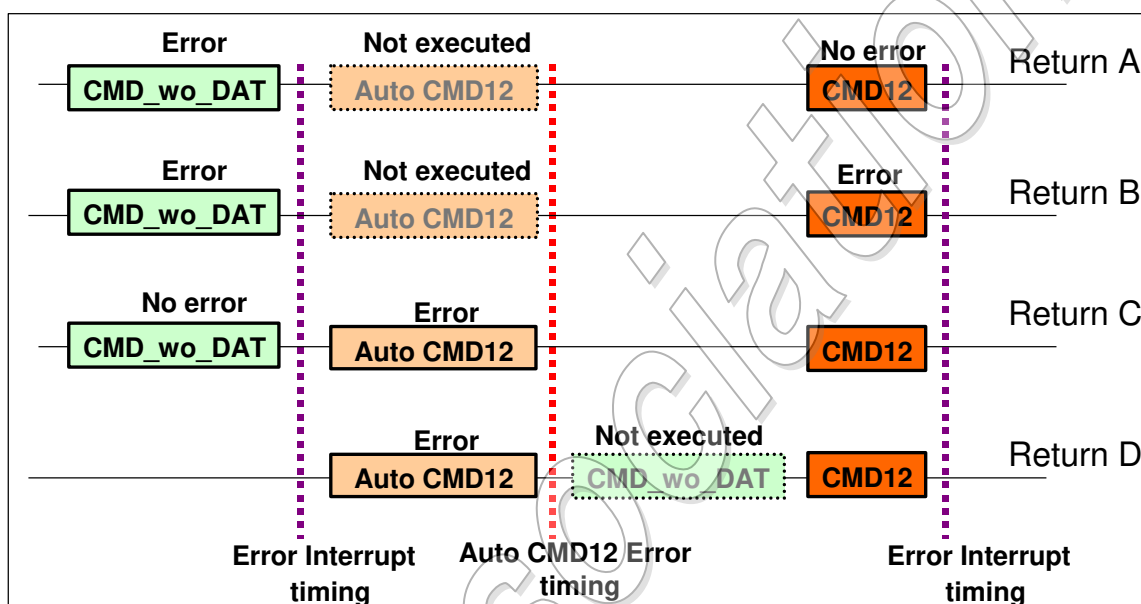 Error
Not executed
No error
Return A
CMD_wo_DAT
Auto CMD12
CMD12
Error
Not executed
Error
Return B
CMD_wo_DAT
Auto CMD12
CMD12
No error
Error
Return C
CMD_wo_DAT
Auto CMD12
CMD12
Error
Not executed
Return D
Auto CMD12
CMD_wo_DAT
CMD12
Error Interrupt
timing
Auto CMD12 Error
timing
Error Interrupt
timing
ociation